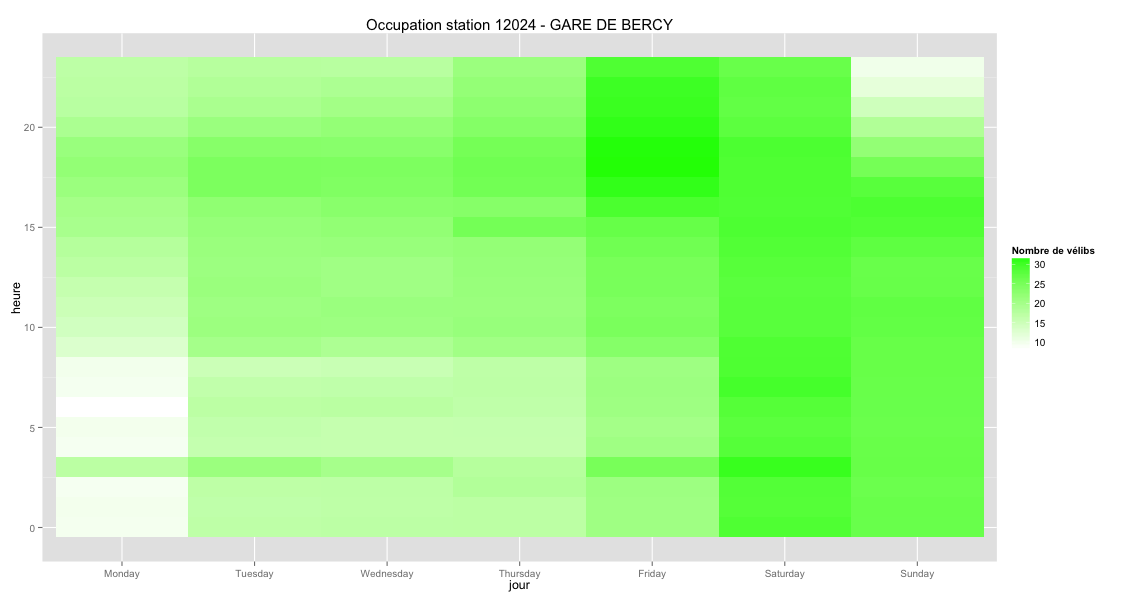 Occupation station 12024 - GARE DE BERCY
heure
20
15
10
5
0
Monday Tuesday Wednesday Thursday Friday Saturday Sunday
jour
Nombre de vélibs
30
25
20
15
10